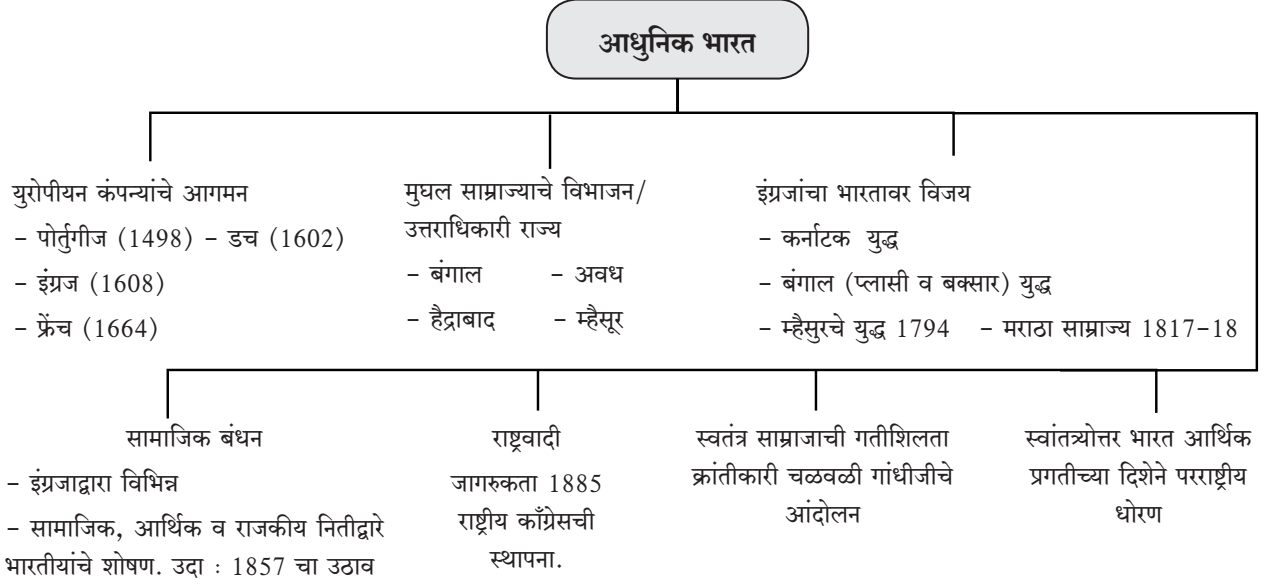 आधुनिक भारत
युरोपीयन कंपन्यांचे आगमन
- पोर्तुगीज (1498) - डच (1602)
- इंग्रज (1608)
- फ्रेंच (1664)
मुघल साम्राज्याचे विभाजन/
उत्तराधिकारी राज्य
- बंगाल - अवध
- हैद्राबाद - म्हैसूर
इंग्रजांचा भारतावर विजय
- कर्नाटक युद्ध
- बंगाल (प्लासी व बक्सार) युद्ध
- म्हैसुरचे युद्ध 1794 - मराठा साम्राज्य 1817-18
सामाजिक बंधन
- इंग्रजाद्वारा विभिन्न
- सामाजिक, आर्थिक व राजकीय नितीद्वारे
भारतीयांचे शोषण. उदा : 1857 चा उठाव
राष्ट्रवादी
जागरुकता 1885
राष्ट्रीय काँग्रेसची
स्थापना.
स्वतंत्र साम्राजाची गतीशिलता
क्रांतीकारी चळवळी गांधीजीचे
आंदोलन
स्वांतत्र्योत्तर भारत आर्थिक
प्रगतीच्या दिशेने परराष्ट्रीय
धोरण